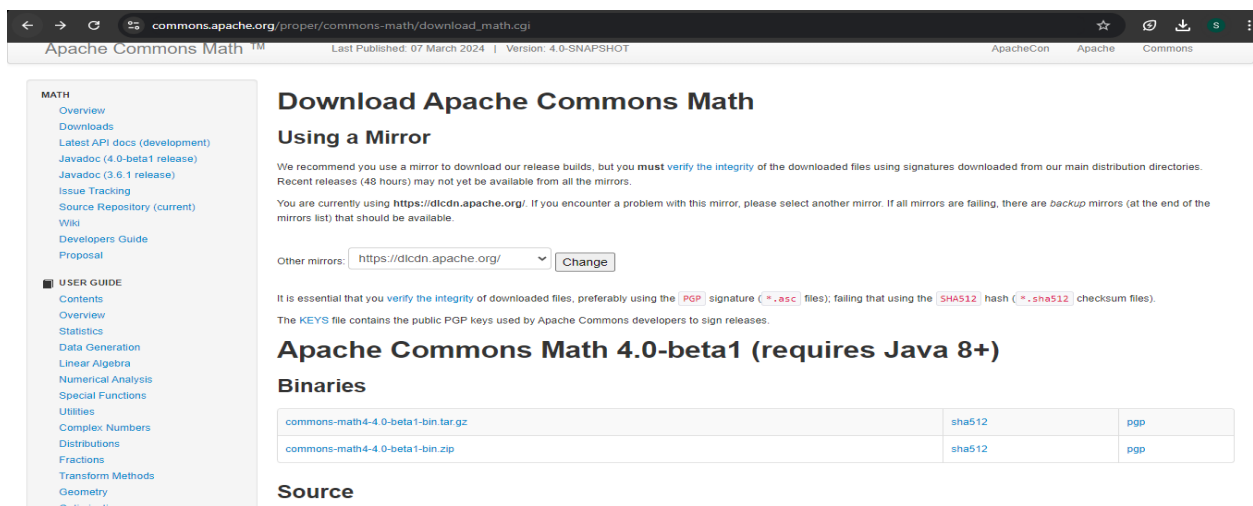 commons.apache.org/proper/commons-math/download_math.cgi
S
Apache Commons Math ™
Last Published: 07 March 2024 | Version: 4.0-SNAPSHOT
ApacheCon Apache Commons
MATH
Overview
Downloads
Latest API docs (development)
Javadoc (4.0-beta1 release)
Javadoc (3.6.1 release)
Issue Tracking
Source Repository (current)
Wiki
Developers Guide
Proposal
USER GUIDE
Contents
Overview
Statistics
Data Generation
Linear Algebra
Numerical Analysis
Special Functions
Utilities
Complex Numbers
Distributions
Fractions
Transform Methods
Geometry
Download Apache Commons Math
Using a Mirror
We recommend you use a mirror to download our release builds, but you must verify the integrity of the downloaded files using signatures downloaded from our main distribution directories.
Recent releases (48 hours) may not yet be available from all the mirrors.
You are currently using https://dlcdn.apache.org/. If you encounter a problem with this mirror, please select another mirror. If all mirrors are failing, there are backup mirrors (at the end of the
mirrors list) that should be available.
Other mirrors: https://dlcdn.apache.org/ Change
It is essential that you verify the integrity of downloaded files, preferably using the PGP signature (*.asc files); failing that using the SHA512 hash (*.sha512 checksum files).
The KEYS file contains the public PGP keys used by Apache Commons developers to sign releases.
Apache Commons Math 4.0-beta1 (requires Java 8+)
Binaries
commons-math4-4.0-beta1-bin.tar.gz sha512 pgp
commons-math4-4.0-beta1-bin.zip sha512 pgp
Source